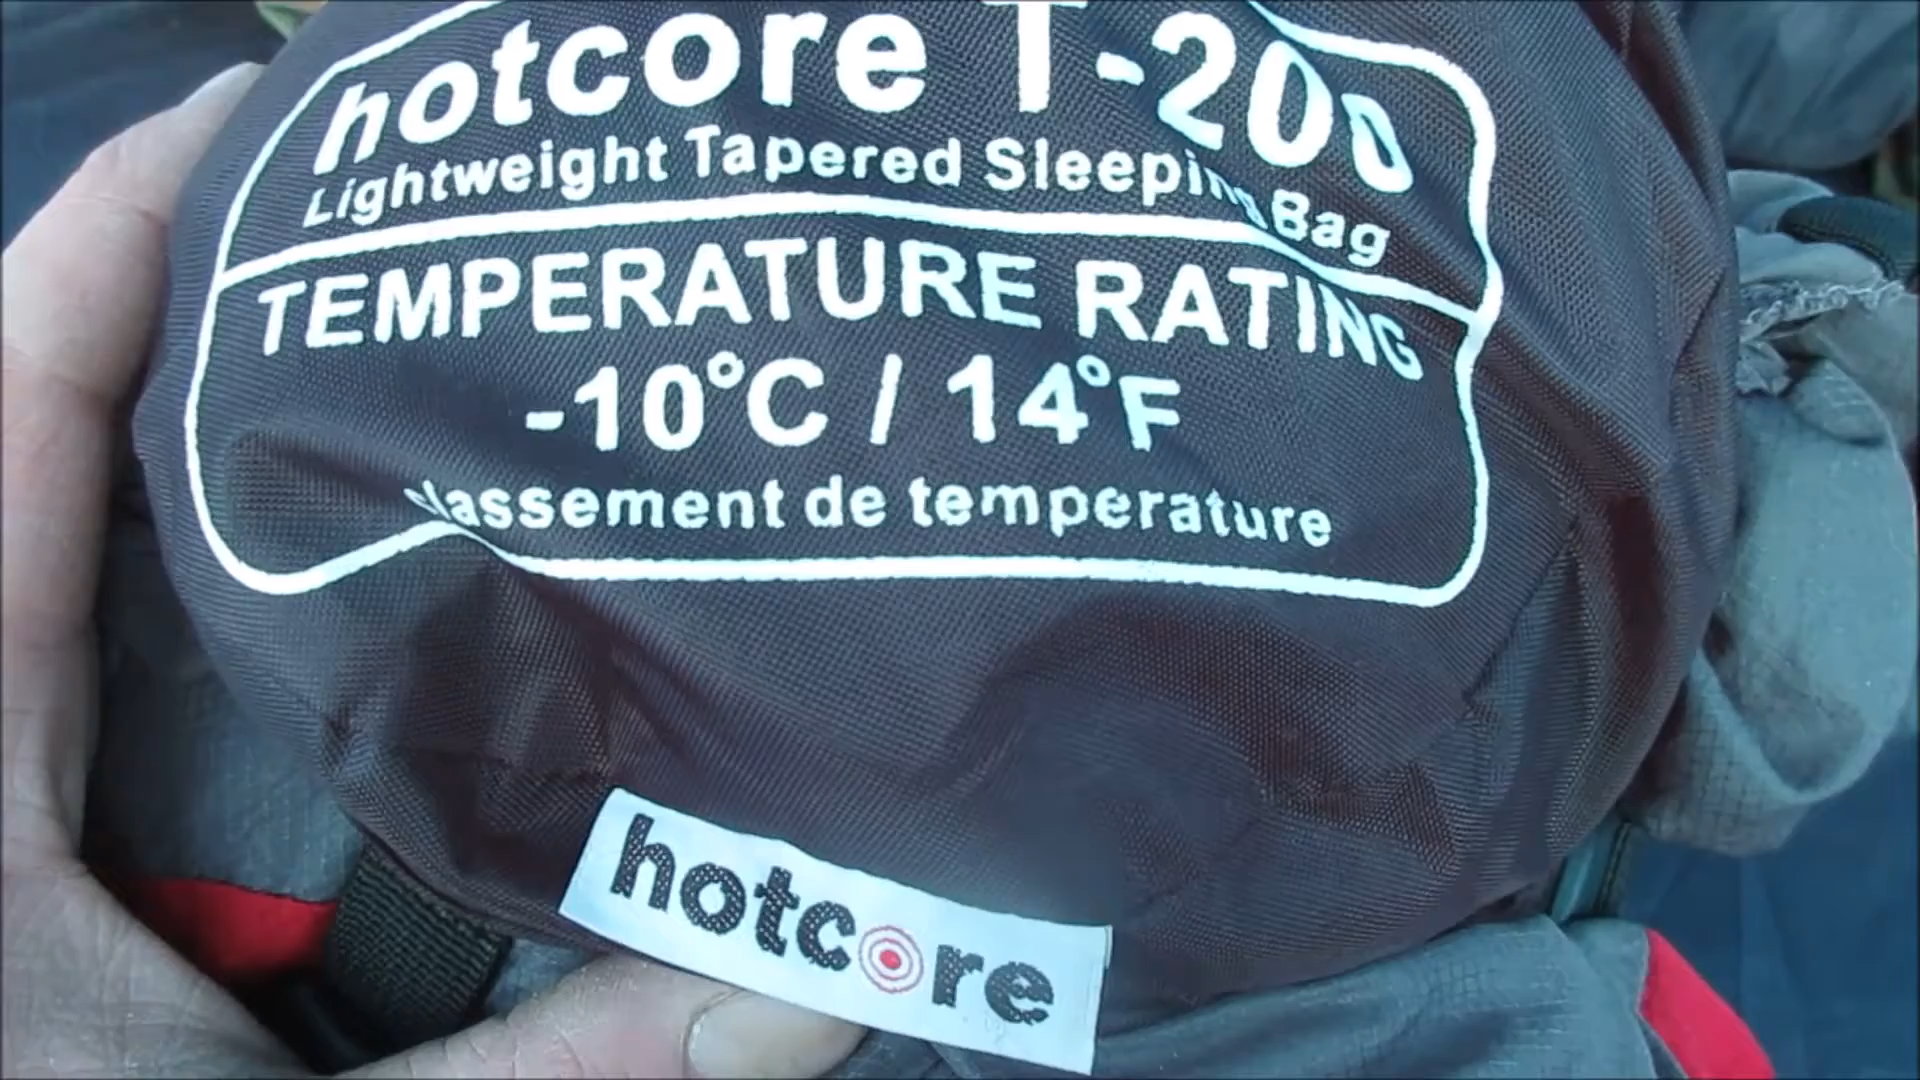 hotcore T-200
Lightweight Tapered Sleeping Bag
TEMPERATURE RATING
-10°C / 14°F
classement de temperature
hotcore